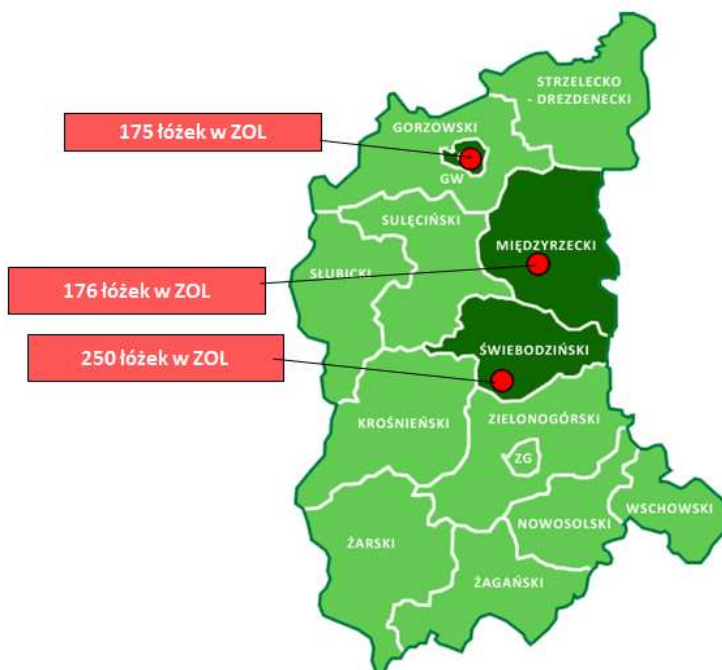 STRZELECKO
- DREZDENECKI
175 łóżek w ZOL
GORZOWSKI
GW
SULĘCIŃSKI
MIĘDZYRZECKI
SŁUBICKI
176 łóżek w ZOL
250 łóżek w ZOL
ŚWIEBODZIŃSKI
KROŚNIEŃSKI
ZIELONOGÓRSKI
ZG
WSCHOWSKI
NOWOSOLSKI
ŻARSKI
ŻAGAŃSKI